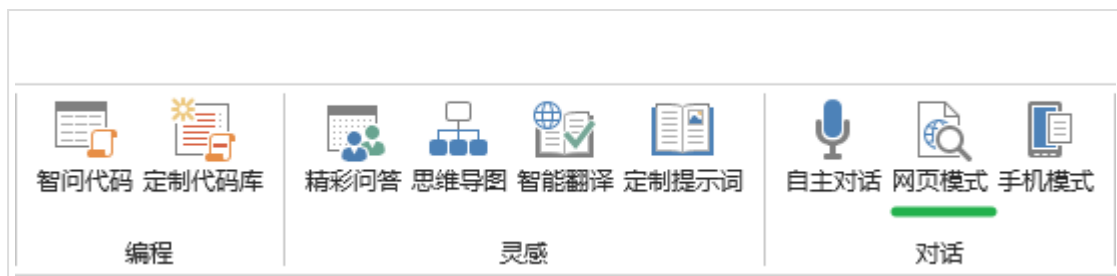 智问代码 定制代码库 精彩问答 思维导图 智能翻译 定制提示词 自主对话 网页模式 手机模式
编程 灵感 对话